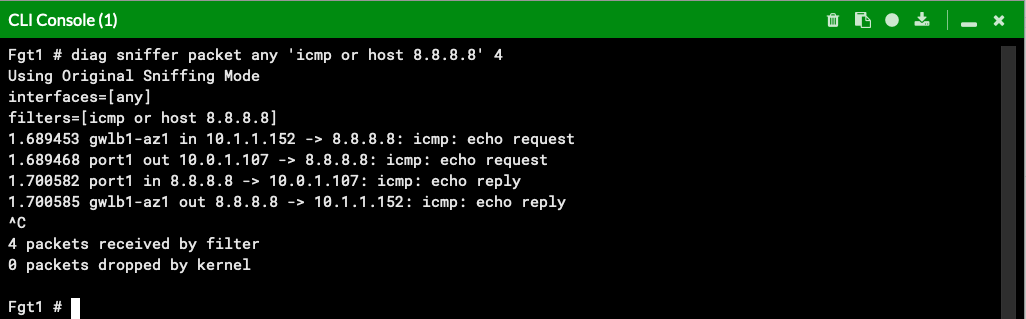 CLI Console (1)
Fgt1 # diag sniffer packet any 'icmp or host 8.8.8.8' 4
Using Original Sniffing Mode
interfaces=[any]
filters=[icmp or host 8.8.8.8]
1.689453 gwlb1-az1 in 10.1.1.152 -> 8.8.8.8: icmp: echo request
1.689468 port1 out 10.0.1.107 -> 8.8.8.8: icmp: echo request
1.700582 port1 in 8.8.8.8 -> 10.0.1.107: icmp: echo reply
1.700585 gwlb1-az1 out 8.8.8.8 -> 10.1.1.152: icmp: echo reply
^C
4 packets received by filter
0 packets dropped by kernel
Fgt1 #